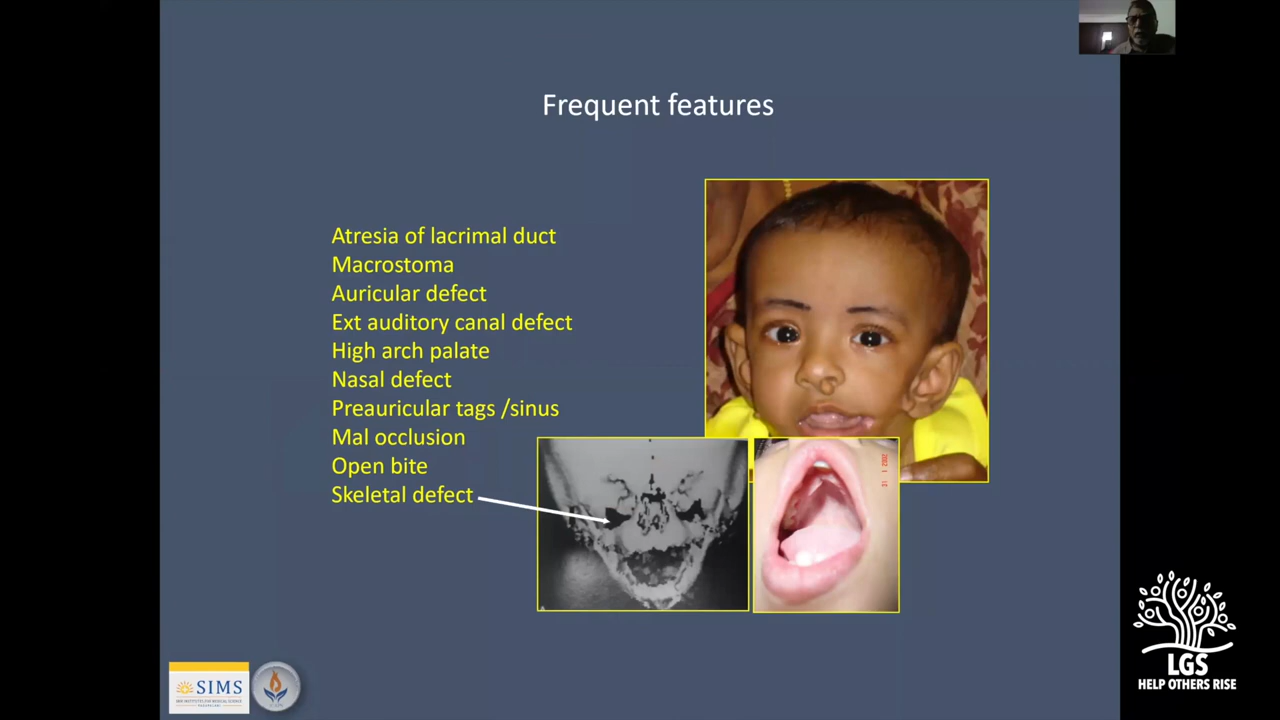 Frequent features
Atresia of lacrimal duct
Macrostoma
Auricular defect
Ext auditory canal defect
High arch palate
Nasal defect
Preauricular tags /sinus
Mal occlusion
Open bite
Skeletal defect
SIMS
LGS
HELP OTHERS RISE